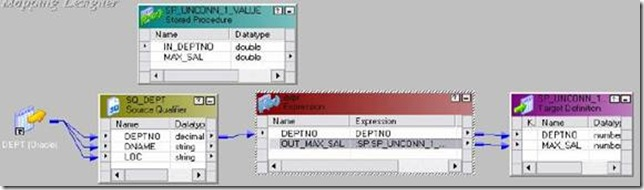 Mapping Designer
SP_UNCONN_1_VALUE
Stored Procedure
Name Datatype
IN_DEPTNO double
MAX_SAL double
DEPT (Oracle)
SQ_DEPT
Source Qualifier
Name Datatyp
DEPTNO decimal
DNAME string
LOC string
Expression
Name Expression
DEPTNO DEPTNO
OUT_MAX_SAL :SP.SP_UNCONN_1_...
SP_UNCONN_1
Target Definition
K. Name Datatyp
DEPTNO number
MAX_SAL number